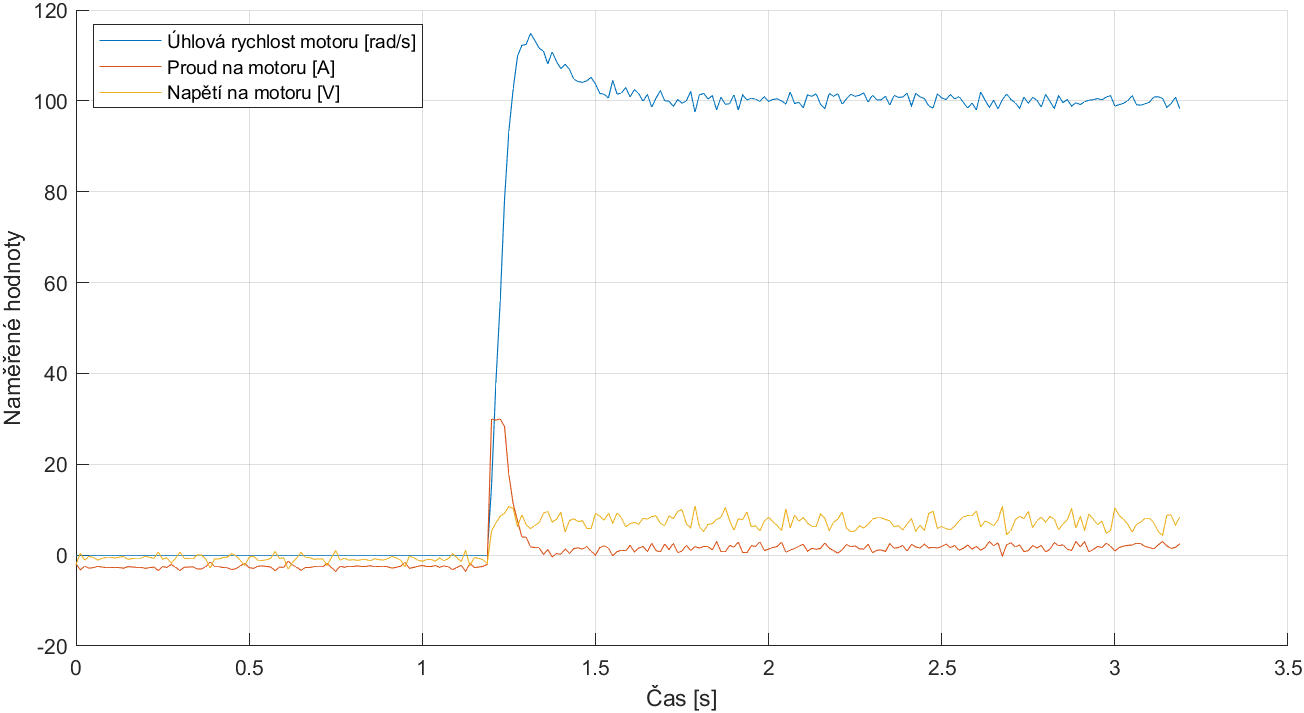 120
100
80
60
40
20
0
-20
Naměřené hodnoty
Úhlová rychlost motoru [rad/s]
Proud na motoru [A]
Napětí na motoru [V]
0 0.5 1 1.5 2 2.5 3 3.5
Čas [s]